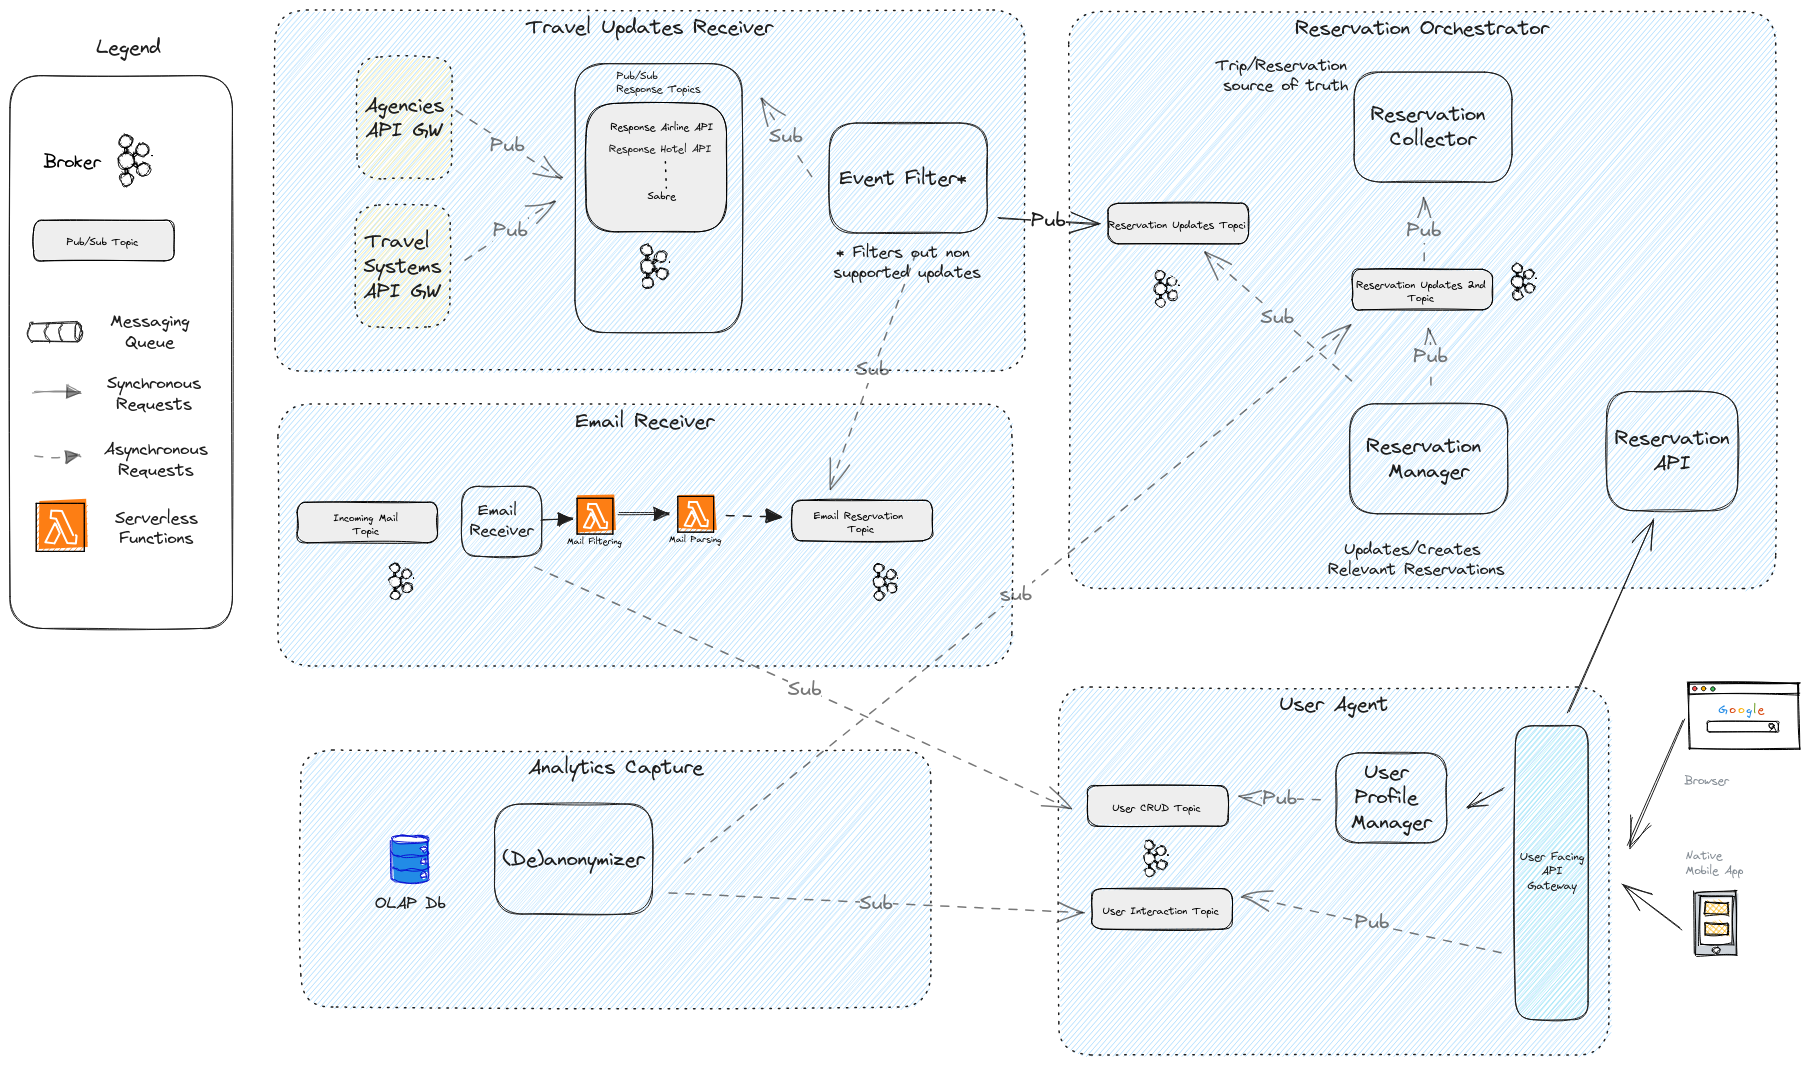 Legend
Broker
Pub/Sub Topic
Messaging
Queue
Synchronous
Requests
Asynchronous
Requests
Serverless
Functions
Travel Updates Receiver
Agencies
API GW
Travel
Systems
API GW
Pub
Pub
Pub/Sub
Response Topics
Response Airline API
Response Hotel API
Sabre
Sub
Event Filter*
* Filters out non
supported updates
Sub
Pub
Reservation Orchestrator
Trip/Reservation
source of truth
Reservation
Collector
Reservation Updates Topci
Pub
Reservation Updates 2nd
Topic
Sub
Pub
Reservation
Manager
Reservation
API
Updates/Creates
Relevant Reservations
Email Receiver
Incoming Mail
Topic
Email
Receiver
Mail Filtering
Mail Parsing
Email Reservation
Topic
Sub
Sub
Analytics Capture
OLAP Db
(De)anonymizer
Sub
User Agent
User CRUD Topic
Pub
User
Profile
Manager
User Interaction Topic
Pub
User Facing
API
Gateway
Google
Browser
Native
Mobile App